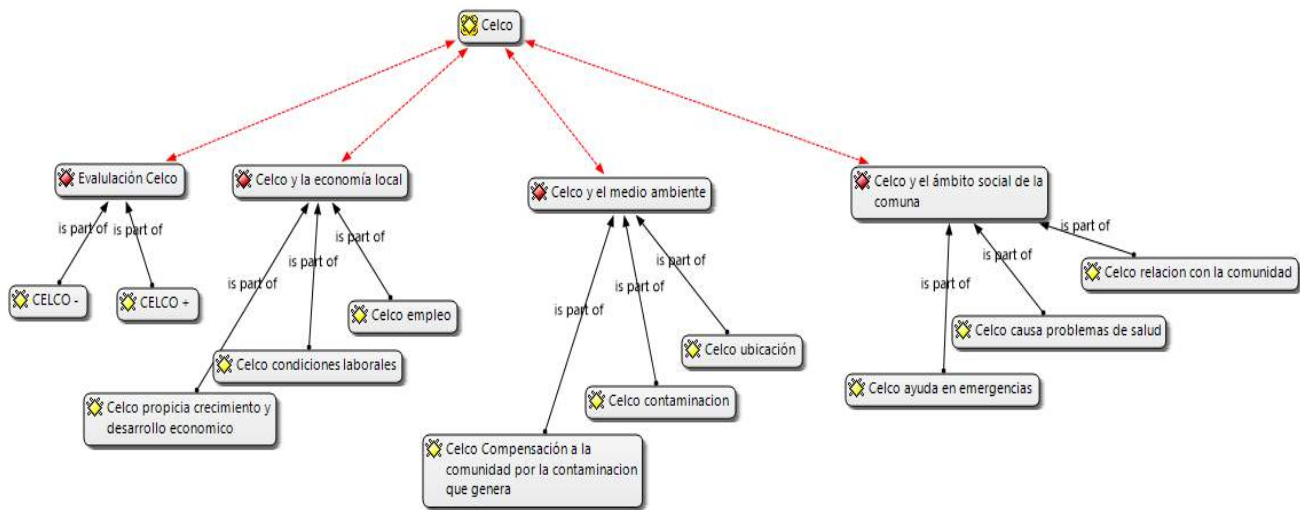 Celco
Evalulación Celco
Celco y la economía local
Celco y el medio ambiente
Celco y el ámbito social de la
comuna
is part of
is part of
is part of
is part of
is part of
is part of
is part of
is part of
is part of
is part of
is part of
CELCO -
CELCO +
Celco empleo
Celco condiciones laborales
Celco propicia crecimiento y
desarrollo economico
Celco ubicación
Celco contaminacion
Celco Compensación a la
comunidad por la contaminacion
que genera
Celco relacion con la comunidad
Celco causa problemas de salud
Celco ayuda en emergencias